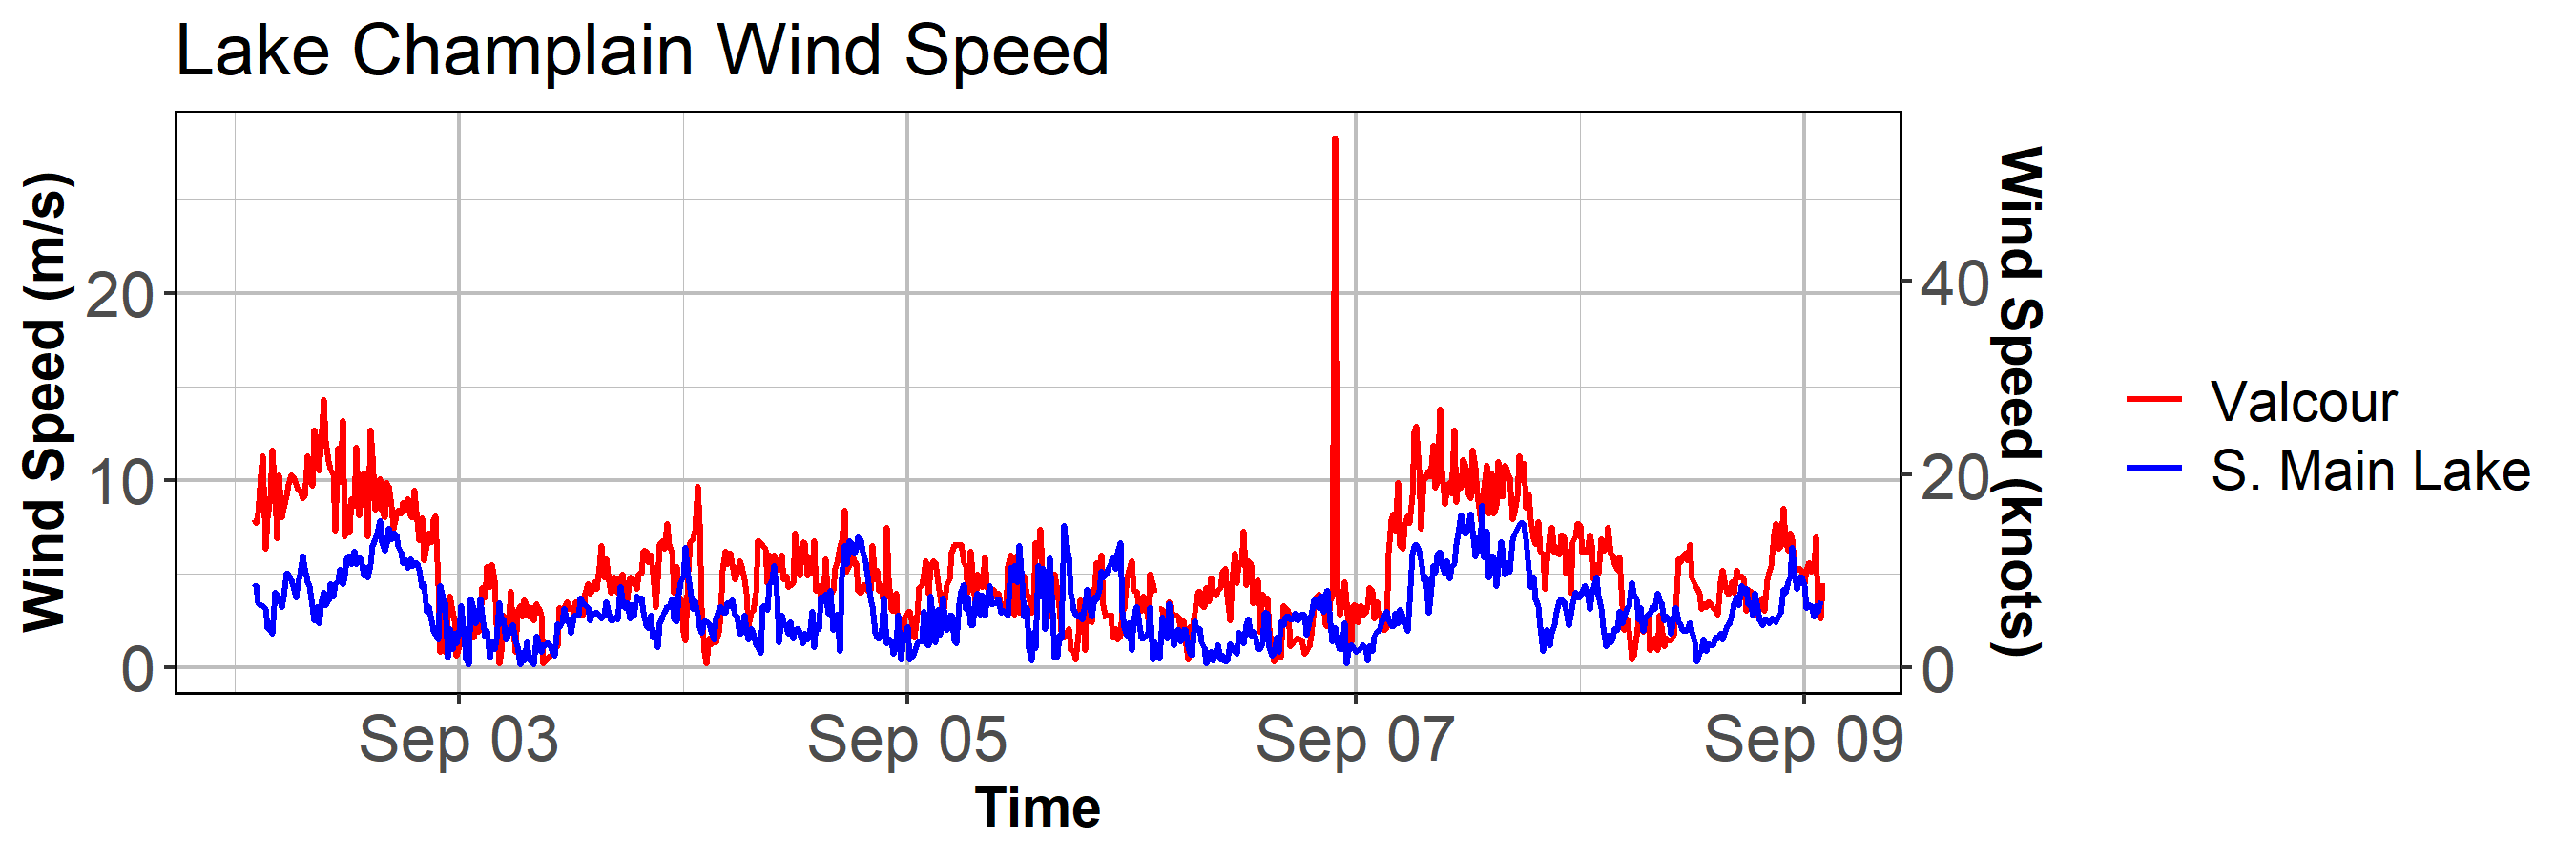 Lake Champlain Wind Speed
Wind Speed (m/s)
20
10
0
40
20
0
Wind Speed (knots)
Valcour
S. Main Lake
Sep 03
Sep 05
Sep 07
Sep 09
Time